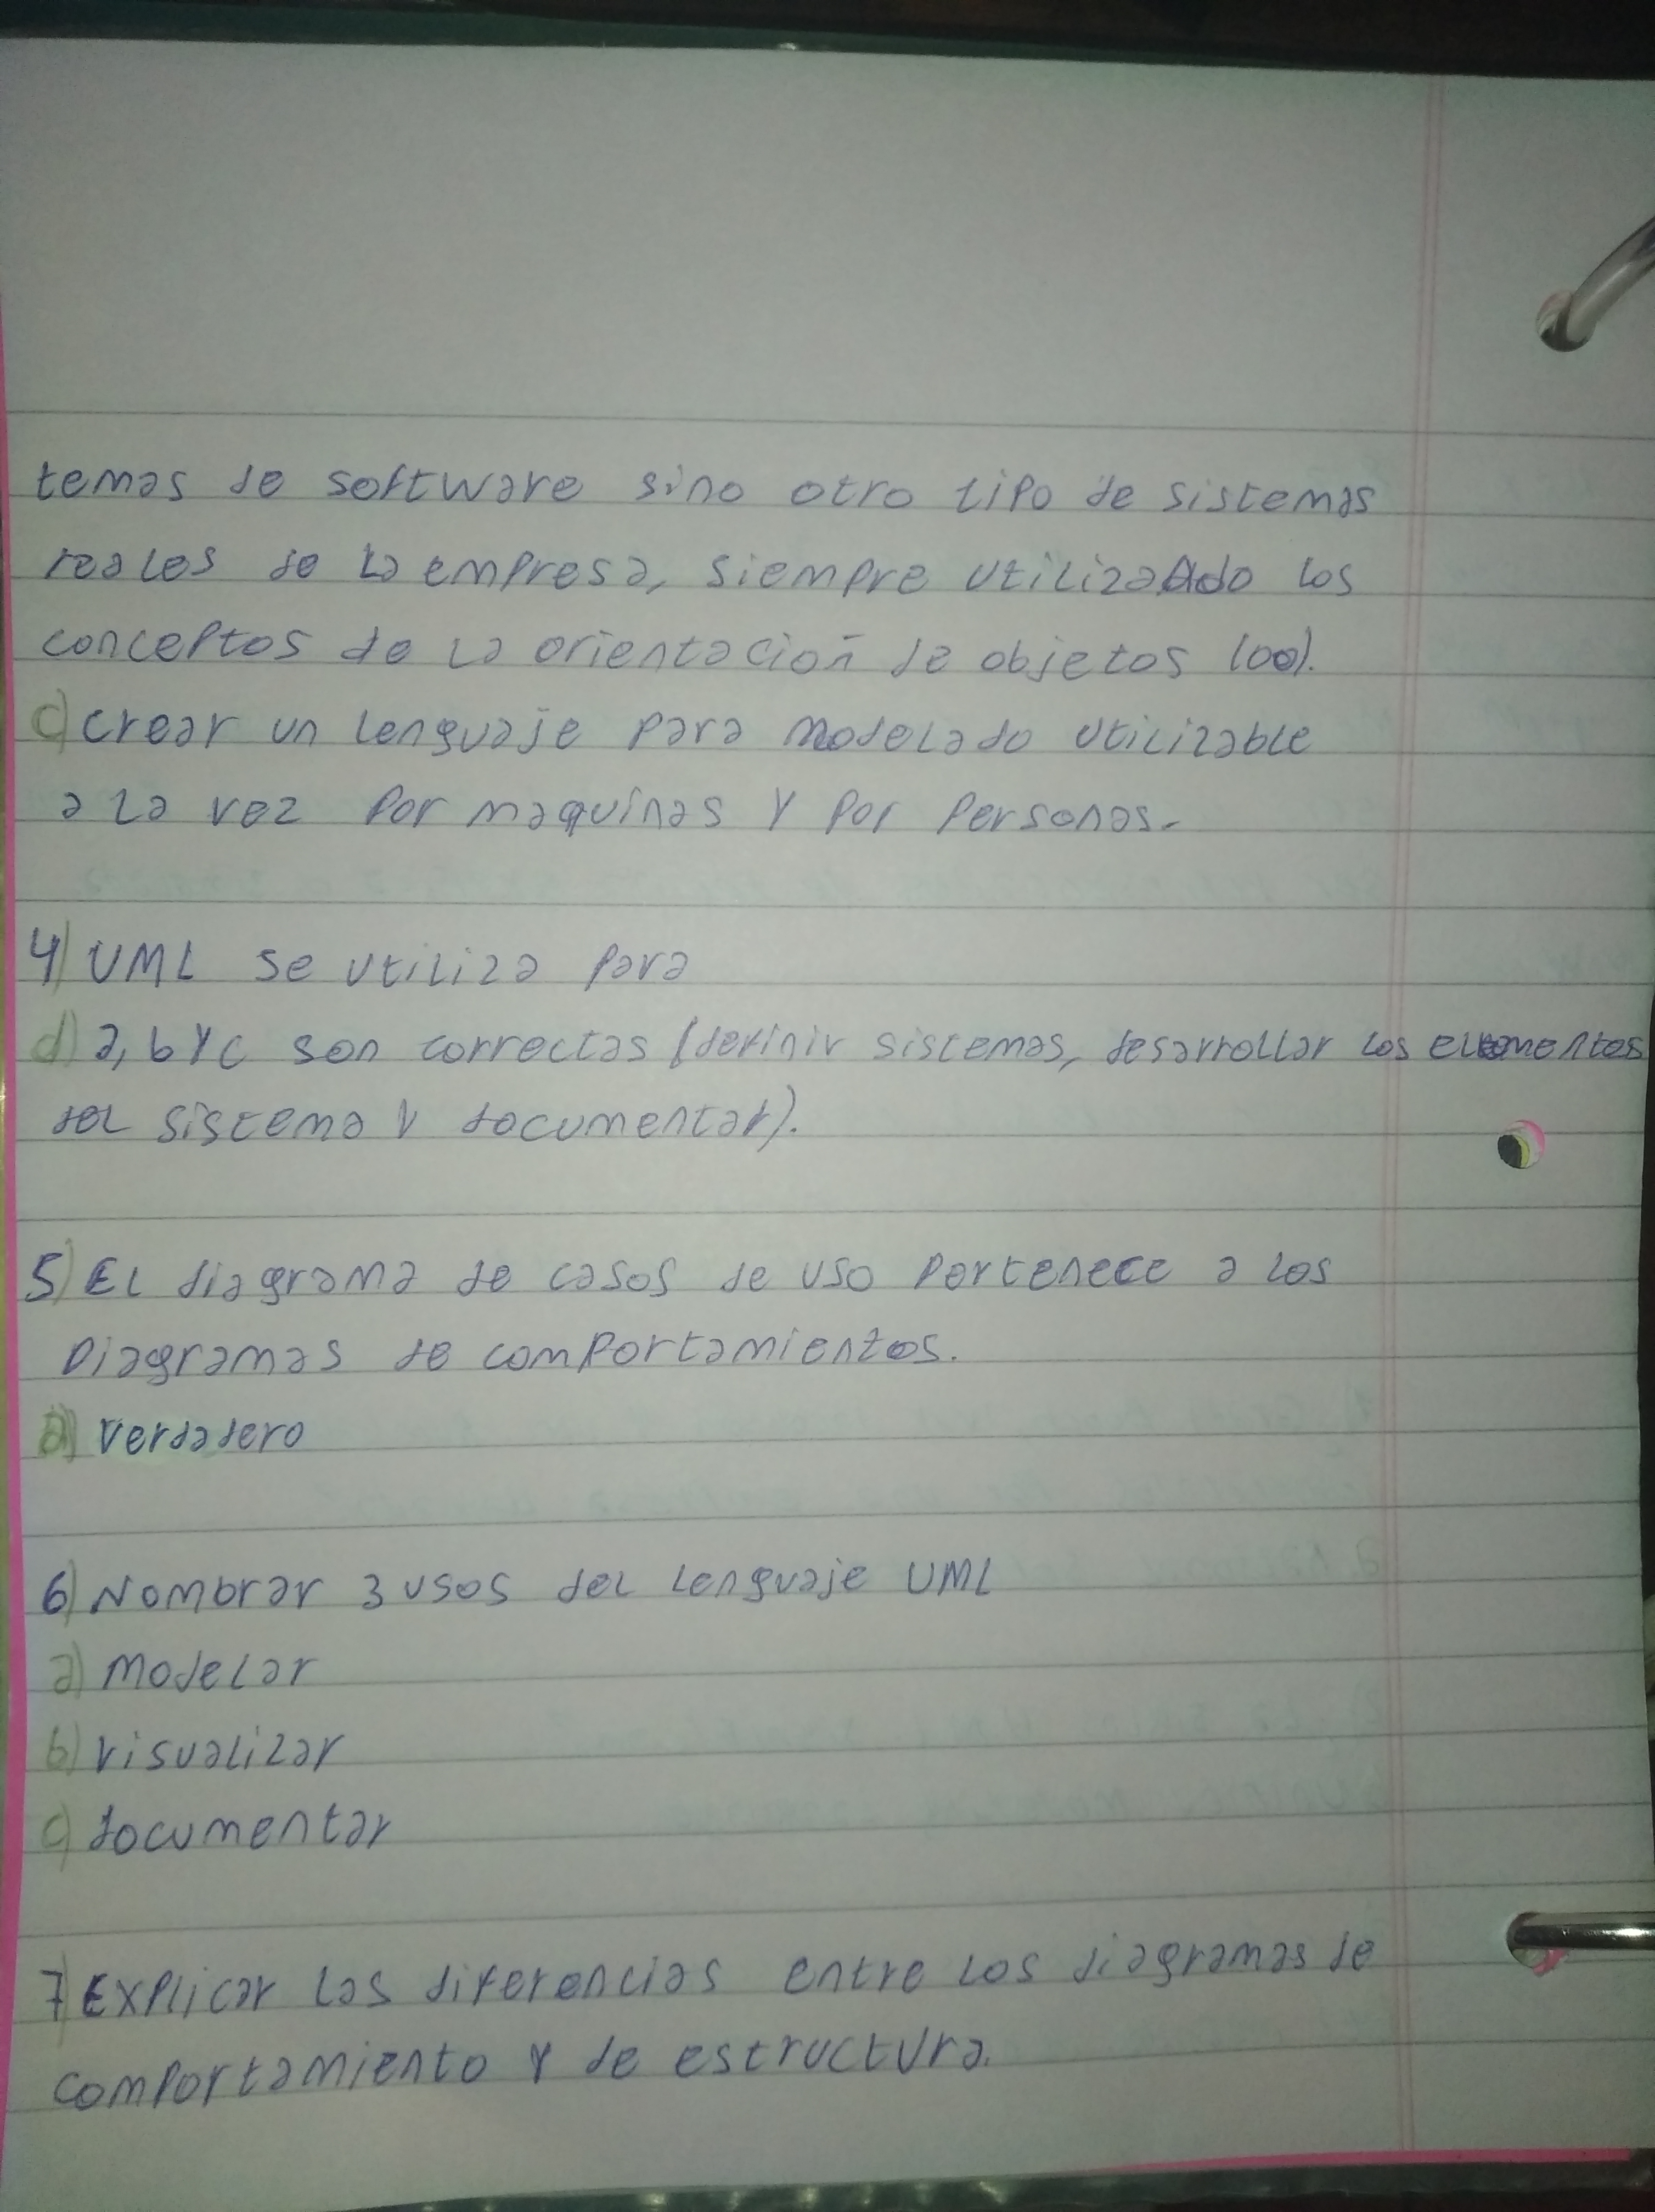 temas de software sino otro tipo de sistemas
reales de la empresa, siempre utilizando los
conceptos de la orientación de objetos (oo).
c) crear un lenguaje para modelado utilizable
a la vez por maquinas y por personas.
4) UML se utiliza para
d) a, b y c son correctas (definir sistemas, desarrollar los elementos
del sistema y documentar).
5) El diagrama de casos de uso pertenece a los
Diagramas de comportamientos.
a) Verdadero
6) Nombrar 3 usos del lenguaje UML
a) Modelar
b) visualizar
c) documentar
7) Explicar las diferencias entre los diagramas de
comportamiento y de estructura.